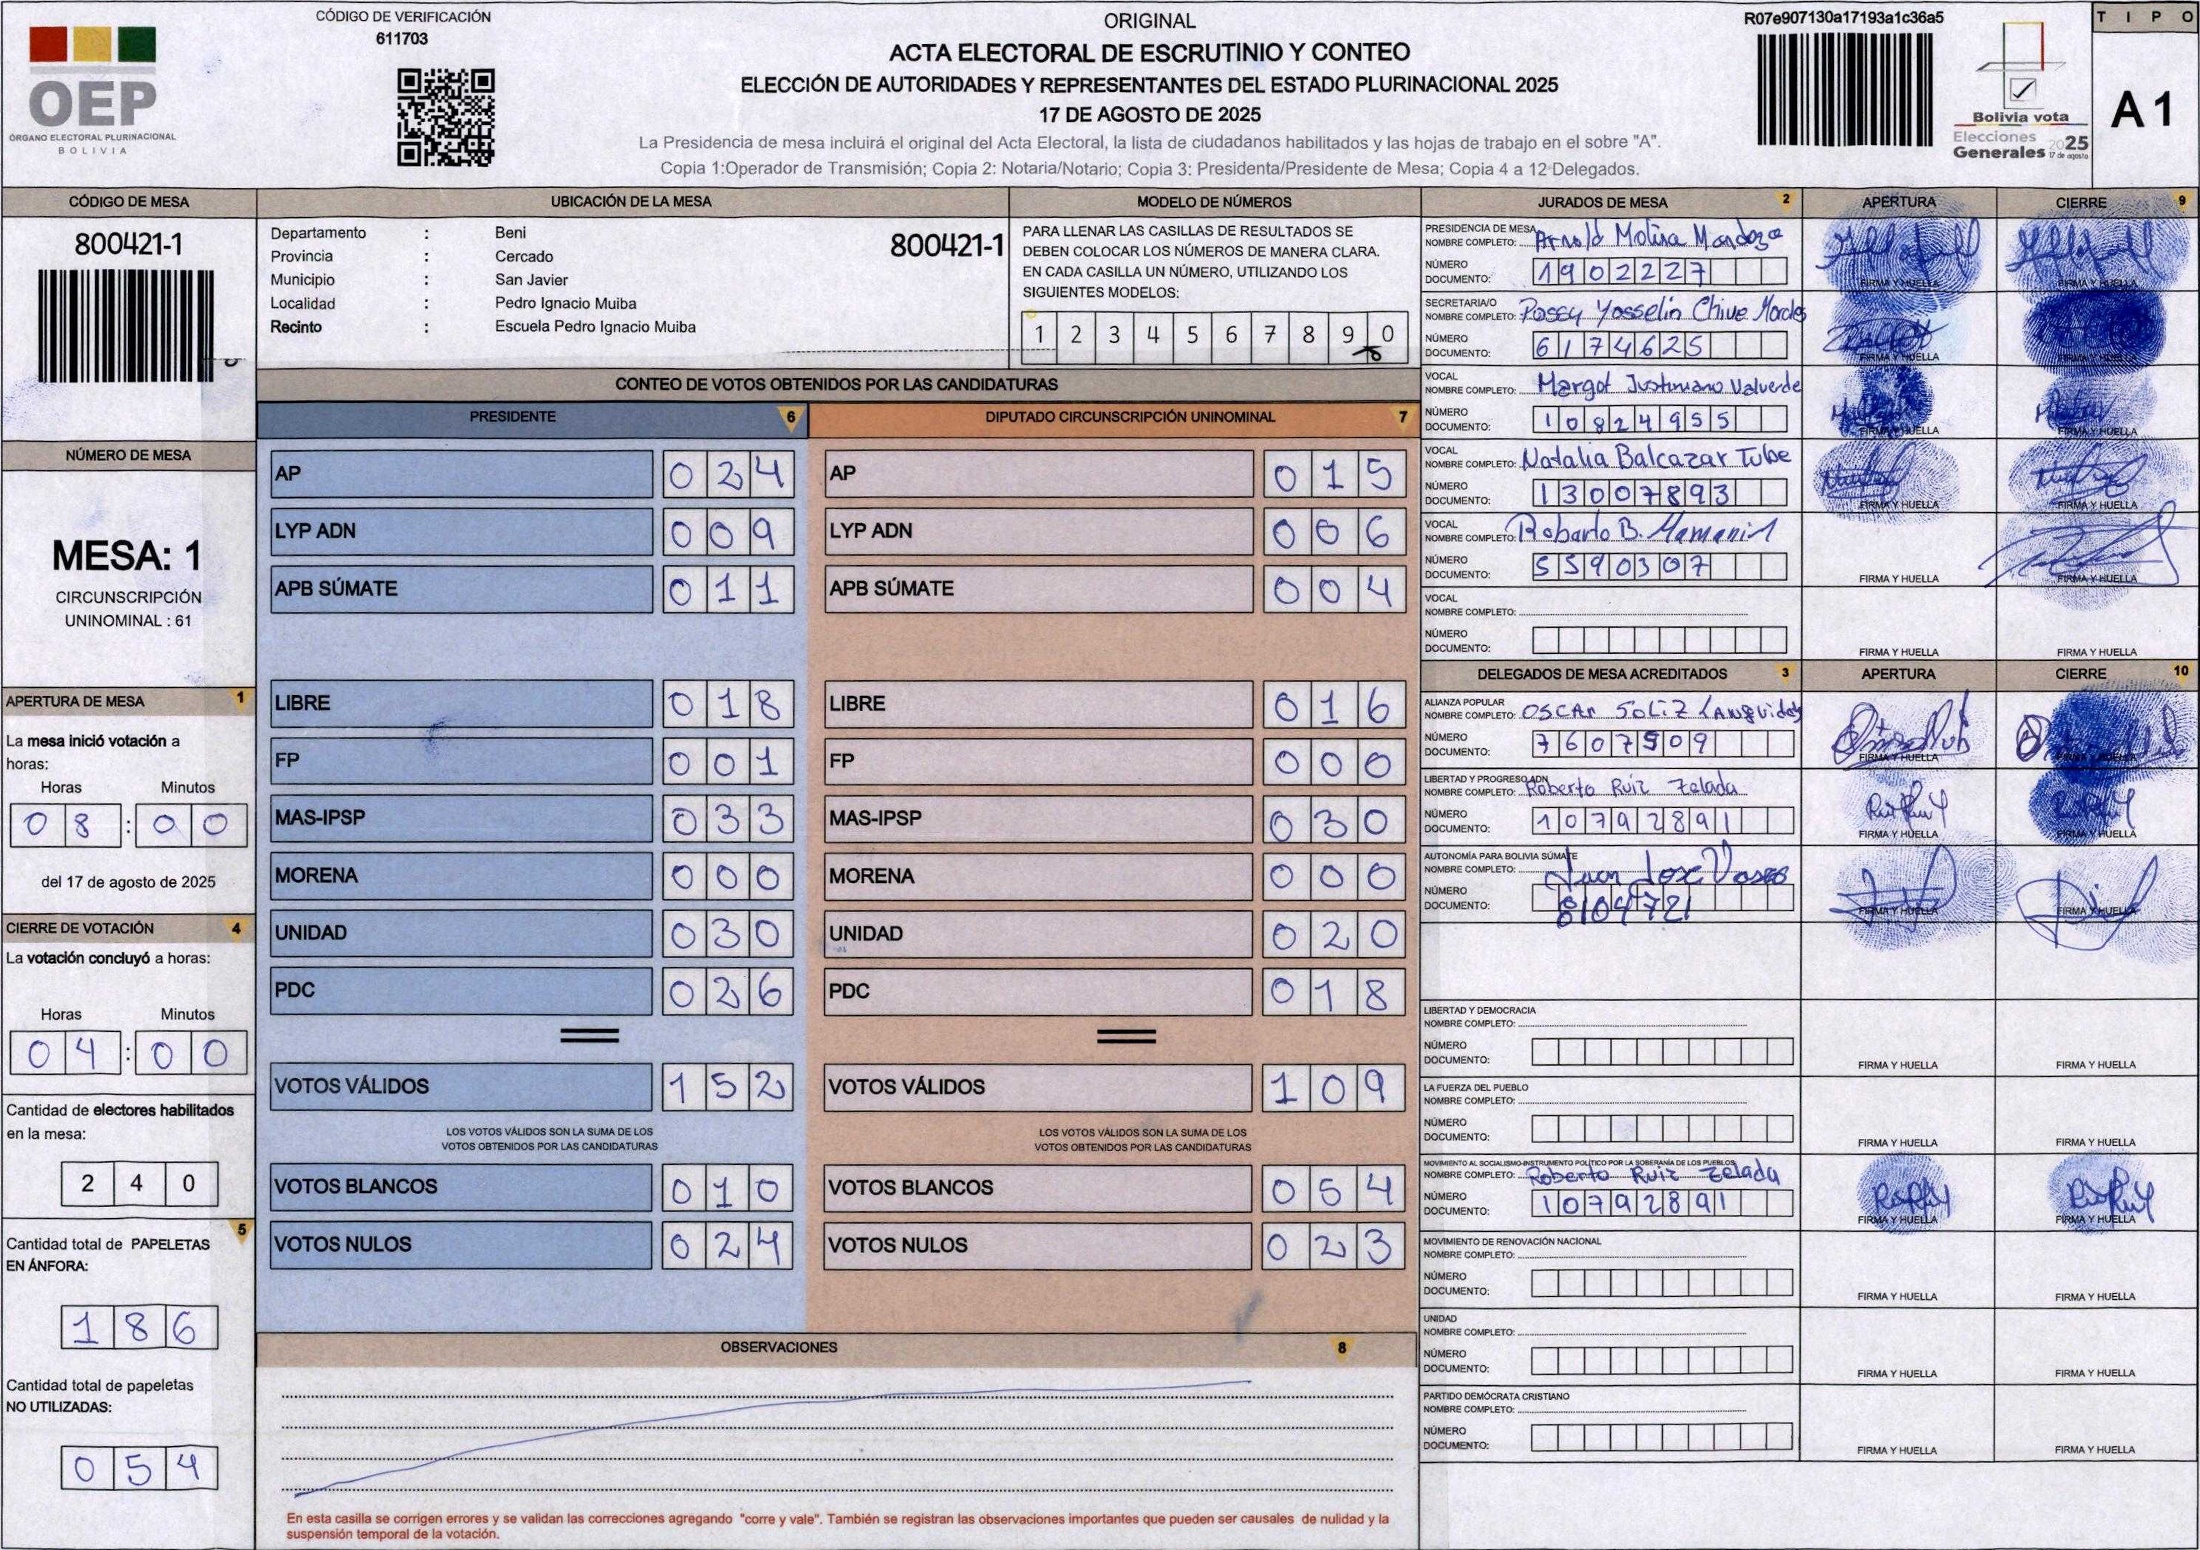 CÓDIGO DE VERIFICACIÓN
611703
OEP
ÓRGANO ELECTORAL PLURINACIONAL
BOLIVIA
ORIGINAL
ACTA ELECTORAL DE ESCRUTINIO Y CONTEO
ELECCIÓN DE AUTORIDADES Y REPRESENTANTES DEL ESTADO PLURINACIONAL 2025
17 DE AGOSTO DE 2025
La Presidencia de mesa incluirá el original del Acta Electoral, la lista de ciudadanos habilitados y las hojas de trabajo en el sobre "A".
Copia 1:Operador de Transmisión; Copia 2: Notaria/Notario; Copia 3: Presidenta/Presidente de Mesa; Copia 4 a 12 Delegados.
R07e907130a17193a1c36a5
Bolivia vota
Elecciones 2025
Generales 17 de agosto
TIPO
A1
CÓDIGO DE MESA
800421-1
NÚMERO DE MESA
MESA: 1
CIRCUNSCRIPCIÓN
UNINOMINAL : 61
APERTURA DE MESA 1
La mesa inició votación a
horas:
Horas Minutos
08 : 00
del 17 de agosto de 2025
CIERRE DE VOTACIÓN 4
La votación concluyó a horas:
Horas Minutos
04 : 00
Cantidad de electores habilitados
en la mesa:
240
5
Cantidad total de PAPELETAS
EN ÁNFORA:
186
Cantidad total de papeletas
NO UTILIZADAS:
054
UBICACIÓN DE LA MESA
Departamento : Beni 800421-1
Provincia : Cercado
Municipio : San Javier
Localidad : Pedro Ignacio Muiba
Recinto : Escuela Pedro Ignacio Muiba
MODELO DE NÚMEROS
PARA LLENAR LAS CASILLAS DE RESULTADOS SE
DEBEN COLOCAR LOS NÚMEROS DE MANERA CLARA.
EN CADA CASILLA UN NÚMERO, UTILIZANDO LOS
SIGUIENTES MODELOS:
1 2 3 4 5 6 7 8 9 0
CONTEO DE VOTOS OBTENIDOS POR LAS CANDIDATURAS
PRESIDENTE 6
AP 024
LYP ADN 009
APB SÚMATE 011
LIBRE 018
FP 001
MAS-IPSP 033
MORENA 000
UNIDAD 030
PDC 026
VOTOS VÁLIDOS 152
LOS VOTOS VÁLIDOS SON LA SUMA DE LOS
VOTOS OBTENIDOS POR LAS CANDIDATURAS
VOTOS BLANCOS 010
VOTOS NULOS 024
DIPUTADO CIRCUNSCRIPCIÓN UNINOMINAL 7
AP 015
LYP ADN 006
APB SÚMATE 004
LIBRE 016
FP 000
MAS-IPSP 030
MORENA 000
UNIDAD 020
PDC 018
VOTOS VÁLIDOS 109
LOS VOTOS VÁLIDOS SON LA SUMA DE LOS
VOTOS OBTENIDOS POR LAS CANDIDATURAS
VOTOS BLANCOS 054
VOTOS NULOS 023
OBSERVACIONES 8
En esta casilla se corrigen errores y se validan las correcciones agregando "corre y vale". También se registran las observaciones importantes que pueden ser causales de nulidad y la
suspensión temporal de la votación.
JURADOS DE MESA 2 APERTURA CIERRE 9
PRESIDENCIA DE MESA
NOMBRE COMPLETO: Arnold Molina Mendoza
NÚMERO
DOCUMENTO: 1902227
FIRMA Y HUELLA FIRMA Y HUELLA
SECRETARIA/O
NOMBRE COMPLETO: Yosselin Chive
NÚMERO
DOCUMENTO: 6174625
FIRMA Y HUELLA FIRMA Y HUELLA
VOCAL
NOMBRE COMPLETO: Margot Justiniano Valverde
NÚMERO
DOCUMENTO: 10824955
FIRMA Y HUELLA FIRMA Y HUELLA
VOCAL
NOMBRE COMPLETO: Natalia Balcazar Tube
NÚMERO
DOCUMENTO: 13007893
FIRMA Y HUELLA FIRMA Y HUELLA
VOCAL
NOMBRE COMPLETO: Roberto B. Mamani
NÚMERO
DOCUMENTO: 5590307
FIRMA Y HUELLA FIRMA Y HUELLA
VOCAL
NOMBRE COMPLETO:
NÚMERO
DOCUMENTO:
FIRMA Y HUELLA FIRMA Y HUELLA
DELEGADOS DE MESA ACREDITADOS 3 APERTURA CIERRE 10
ALIANZA POPULAR
NOMBRE COMPLETO: OSCAR SOLIZ
NÚMERO
DOCUMENTO: 7607909
FIRMA Y HUELLA FIRMA Y HUELLA
LIBERTAD Y PROGRESO ADN
NOMBRE COMPLETO: Roberto Ruiz Zelada
NÚMERO
DOCUMENTO: 10792891
FIRMA Y HUELLA FIRMA Y HUELLA
AUTONOMÍA PARA BOLIVIA SÚMATE
NOMBRE COMPLETO: Juan Jose
NÚMERO
DOCUMENTO: 8104721
FIRMA Y HUELLA FIRMA Y HUELLA
LIBERTAD Y DEMOCRACIA
NOMBRE COMPLETO:
NÚMERO
DOCUMENTO:
FIRMA Y HUELLA FIRMA Y HUELLA
LA FUERZA DEL PUEBLO
NOMBRE COMPLETO:
NÚMERO
DOCUMENTO:
FIRMA Y HUELLA FIRMA Y HUELLA
MOVIMIENTO AL SOCIALISMO-INSTRUMENTO POLÍTICO POR LA SOBERANÍA DE LOS PUEBLOS
NOMBRE COMPLETO: Roberto Ruiz Zelada
NÚMERO
DOCUMENTO: 10792891
FIRMA Y HUELLA FIRMA Y HUELLA
MOVIMIENTO DE RENOVACIÓN NACIONAL
NOMBRE COMPLETO:
NÚMERO
DOCUMENTO:
FIRMA Y HUELLA FIRMA Y HUELLA
UNIDAD
NOMBRE COMPLETO:
NÚMERO
DOCUMENTO:
FIRMA Y HUELLA FIRMA Y HUELLA
PARTIDO DEMÓCRATA CRISTIANO
NOMBRE COMPLETO:
NÚMERO
DOCUMENTO:
FIRMA Y HUELLA FIRMA Y HUELLA